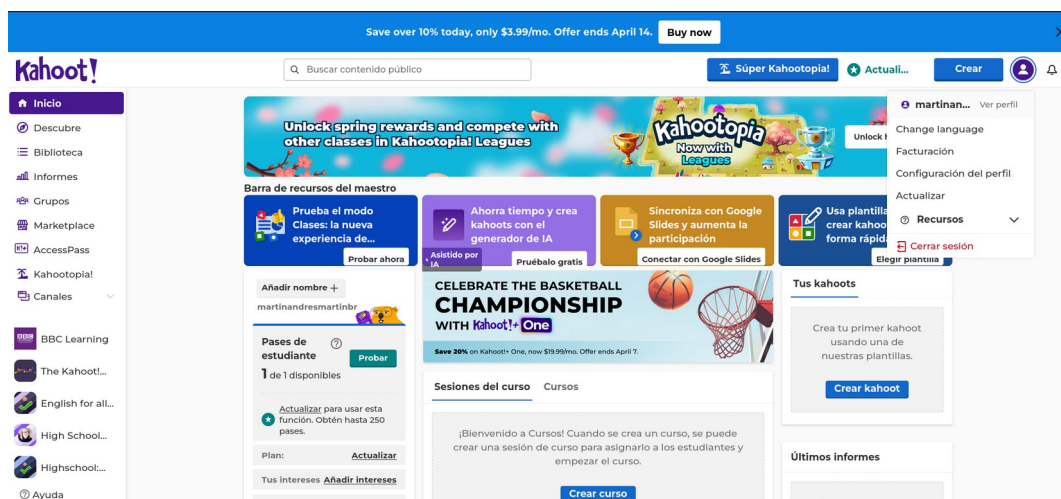 Save over 10% today, only $3.99/mo. Offer ends April 14. Buy now
Kahoot!
Buscar contenido público
Súper Kahootopia!
Actuali...
Crear
Inicio
Descubre
Biblioteca
Informes
Grupos
Marketplace
AccessPass
Kahootopia!
Canales
BBC Learning
The Kahoot!...
English for all...
High School...
Highschool:...
Ayuda
Unlock spring rewards and compete with
other classes in Kahootopia! Leagues
Kahootopia
Now with
Leagues
Unlock
martinan... Ver perfil
Change language
Facturación
Configuración del perfil
Actualizar
Recursos
Cerrar sesión
Barra de recursos del maestro
Prueba el modo
Clases: la nueva
experiencia de...
Probar ahora
Ahorra tiempo y crea
kahoots con el
generador de IA
Asistido por
IA
Pruébalo gratis
Sincroniza con Google
Slides y aumenta la
participación
Conectar con Google Slides
Usa plantilla
crear kahoo
forma rápid
Elegir plantilla
Añadir nombre +
martinandresmartinbr
Pases de
estudiante
Probar
1 de 1 disponibles
Actualizar para usar esta
función. Obtén hasta 250
pases.
Plan: Actualizar
Tus intereses Añadir intereses
CELEBRATE THE BASKETBALL
CHAMPIONSHIP
WITH Kahoot!+ One
Save 20% on Kahoot!+ One, now $19.99/mo. Offer ends April 7.
Sesiones del curso Cursos
¡Bienvenido a Cursos! Cuando se crea un curso, se puede
crear una sesión de curso para asignarlo a los estudiantes y
empezar el curso.
Crear curso
Tus kahoots
Crea tu primer kahoot
usando una de
nuestras plantillas.
Crear kahoot
Últimos informes